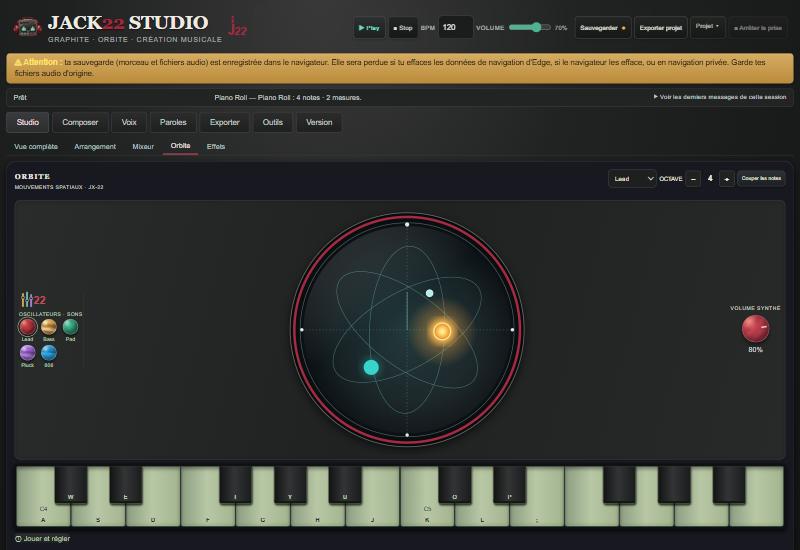 JACK22 STUDIO
GRAPHITE · ORBITE · CRÉATION MUSICALE
J22
▶ Play
■ Stop
BPM
120
VOLUME
70%
Sauvegarder
Exporter projet
Projet
Arrêter la prise
⚠ Attention : ta sauvegarde (morceau et fichiers audio) est enregistrée dans le navigateur. Elle sera perdue si tu effaces les données de navigation d'Edge, si le navigateur les efface, ou en navigation privée. Garde tes
fichiers audio d'origine.
Prêt
Piano Roll — Piano Roll : 4 notes · 2 mesures.
▶ Voir les derniers messages de cette session
Studio
Composer
Voix
Paroles
Exporter
Outils
Version
Vue complète
Arrangement
Mixeur
Orbite
Effets
ORBITE
MOUVEMENTS SPATIAUX · JX-22
Lead
OCTAVE
−
4
+
Couper les notes
22
OSCILLATEURS · SONS
Lead
Bass
Pad
Pluck
808
VOLUME SYNTHÉ
80%
W
E
Y
U
O
P
C4
C5
A
S
D
F
G
H
J
K
L
;
Jouer et régler